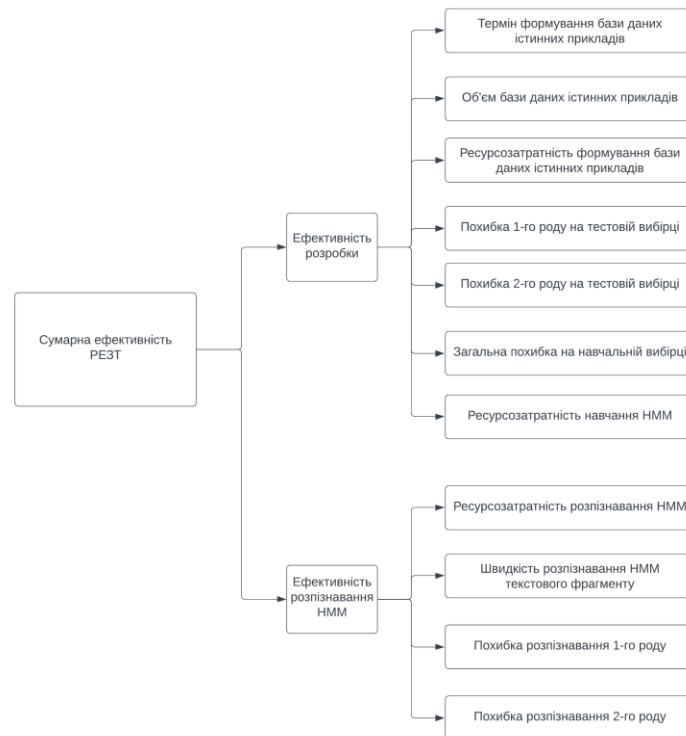 Термін формування бази даних
істинних прикладів
Об'єм бази даних істинних прикладів
Ресурсозатратність формування бази
даних істинних прикладів
Ефективність
розробки
Похибка 1-го роду на тестовій вибірці
Похибка 2-го роду на тестовій вибірці
Сумарна ефективність
РЕЗТ
Загальна похибка на навчальній вибірці
Ресурсозатратність навчання НММ
Ресурсозатратність розпізнавання НММ
Ефективність
розпізнавання
НММ
Швидкість розпізнавання НММ
текстового фрагменту
Похибка розпізнавання 1-го роду
Похибка розпізнавання 2-го роду